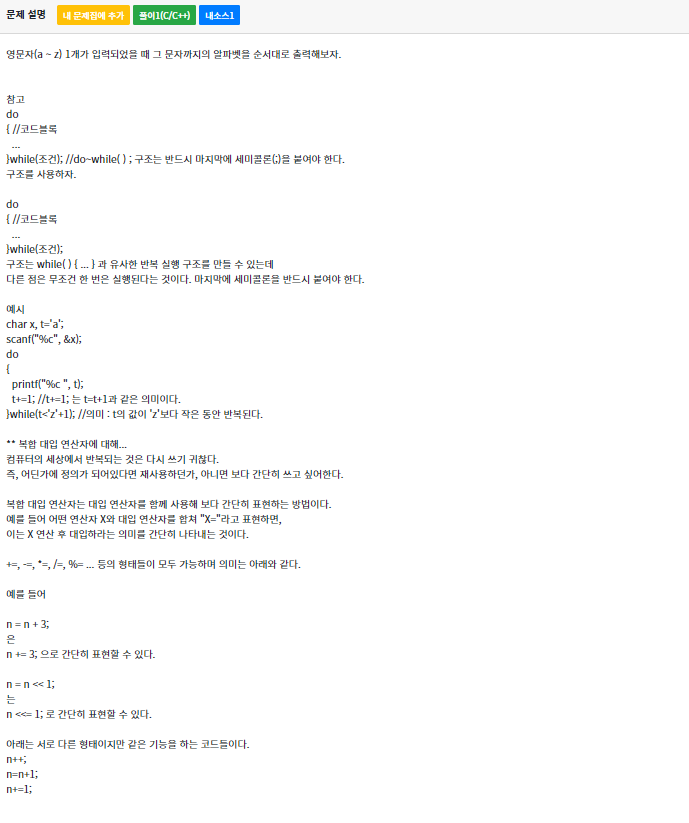 문제 설명 내 문제집에 추가 풀이1(C/C++) 내소스1
영문자(a ~ z) 1개가 입력되었을 때 그 문자까지의 알파벳을 순서대로 출력해보자.
참고
do
{ //코드블록
...
}while(조건); //do~while( ) ; 구조는 반드시 마지막에 세미콜론(;)을 붙여야 한다.
구조를 사용하자.
do
{ //코드블록
...
}while(조건);
구조는 while( ) { ... } 과 유사한 반복 실행 구조를 만들 수 있는데
다른 점은 무조건 한 번은 실행된다는 것이다. 마지막에 세미콜론을 반드시 붙여야 한다.
예시
char x, t='a';
scanf("%c", &x);
do
{
printf("%c ", t);
t+=1; //t+=1; 는 t=t+1과 같은 의미이다.
}while(t<'z'+1); //의미 : t의 값이 'z'보다 작은 동안 반복된다.
** 복합 대입 연산자에 대해...
컴퓨터의 세상에서 반복되는 것은 다시 쓰기 귀찮다.
즉, 어딘가에 정의가 되어있다면 재사용하던가, 아니면 보다 간단히 쓰고 싶어한다.
복합 대입 연산자는 대입 연산자를 함께 사용해 보다 간단히 표현하는 방법이다.
예를 들어 어떤 연산자 X와 대입 연산자를 합쳐 "X="라고 표현하면,
이는 X 연산 후 대입하라는 의미를 간단히 나타내는 것이다.
+=, -=, *=, /=, %= ... 등의 형태들이 모두 가능하며 의미는 아래와 같다.
예를 들어
n = n + 3;
은
n += 3; 으로 간단히 표현할 수 있다.
n = n << 1;
는
n <<= 1; 로 간단히 표현할 수 있다.
아래는 서로 다른 형태이지만 같은 기능을 하는 코드들이다.
n++;
n=n+1;
n+=1;